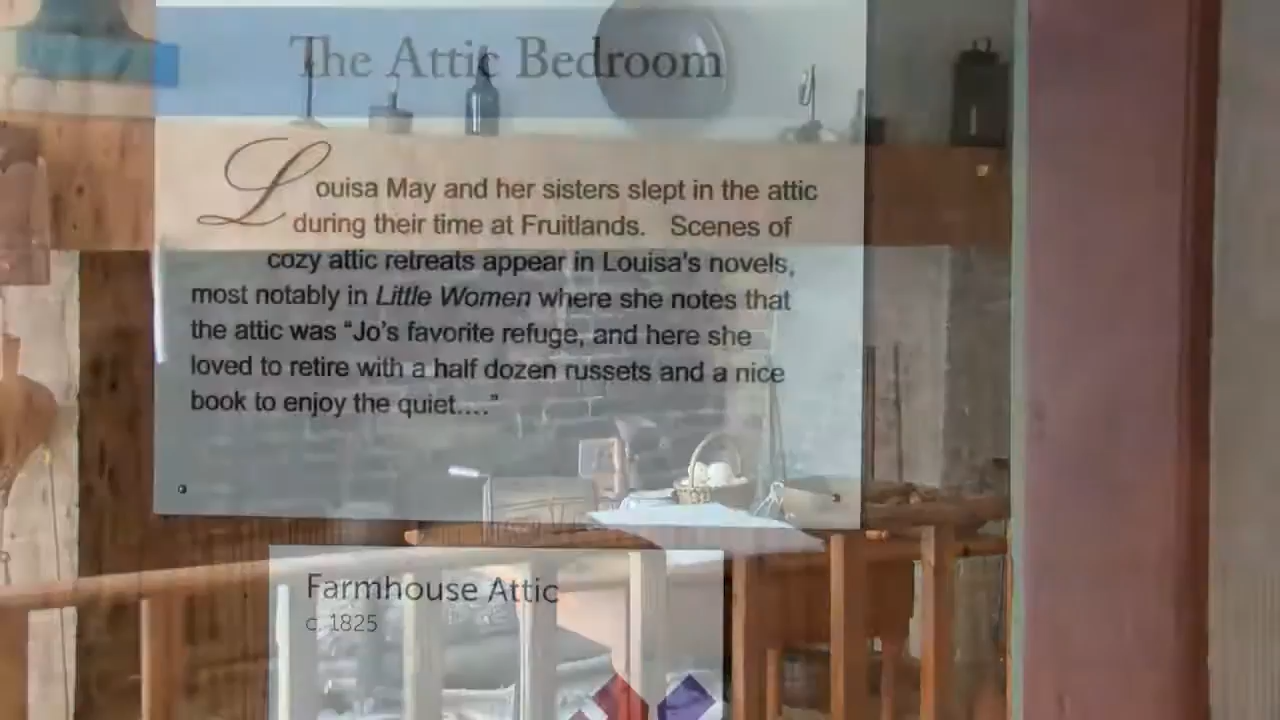 The Attic Bedroom
Louisa May and her sisters slept in the attic
during their time at Fruitlands. Scenes of
cozy attic retreats appear in Louisa's novels,
most notably in Little Women where she notes that
the attic was “Jo's favorite refuge, and here she
loved to retire with a half dozen russets and a nice
book to enjoy the quiet....”
Farmhouse Attic
c. 1825